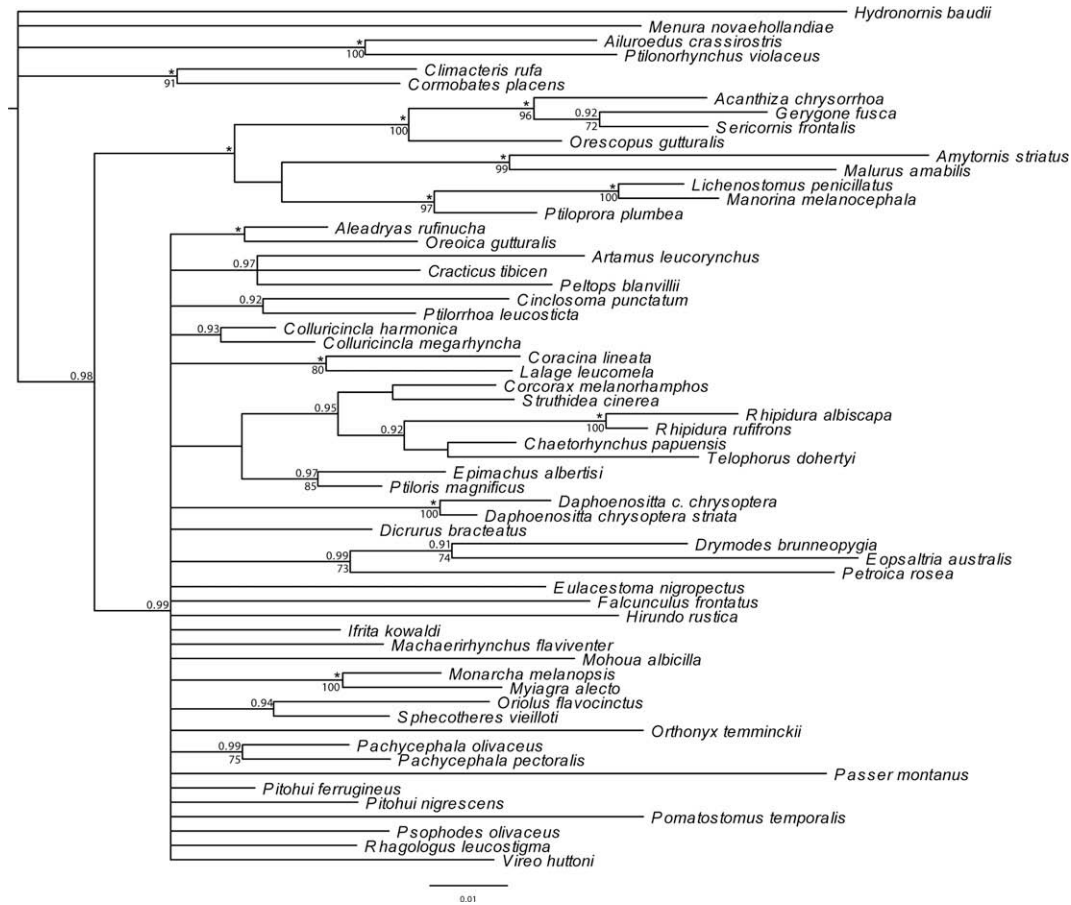 Hydronornis baudii
Menura novaehollandiae
Ailuroedus crassirostris
*
100
Ptilonorhynchus violaceus
Climacteris rufa
*
91
Cormobates placens
Acanthiza chrysorrhoa
*
96
Gerygone fusca
0.92
72
Sericornis frontalis
*
100
Orescopus gutturalis
*
Amytornis striatus
*
99
Malurus amabilis
Lichenostomus penicillatus
*
100
Manorina melanocephala
*
97
Ptiloprora plumbea
Aleadryas rufinucha
*
Oreoica gutturalis
Artamus leucorynchus
0.97
Cracticus tibicen
Peltops blanvillii
Cinclosoma punctatum
0.92
Ptilorrhoa leucosticta
Colluricincla harmonica
0.93
Colluricincla megarhyncha
Coracina lineata
*
80
Lalage leucomela
0.98
Corcorax melanorhamphos
Struthidea cinerea
0.95
Rhipidura albiscapa
*
100
Rhipidura rufifrons
0.92
Chaetorhynchus papuensis
Telophorus dohertyi
Epimachus albertisi
0.97
85
Ptiloris magnificus
Daphoenositta c. chrysoptera
*
100
Daphoenositta chrysoptera striata
Dicrurus bracteatus
Drymodes brunneopygia
0.91
74
Eopsaltria australis
0.99
73
Petroica rosea
Eulacestoma nigropectus
Falcunculus frontatus
0.99
Hirundo rustica
Ifrita kowaldi
Machaerirhynchus flaviventer
Mohoua albicilla
Monarcha melanopsis
*
100
Myiagra alecto
Oriolus flavocinctus
0.94
Sphecotheres vieilloti
Orthonyx temminckii
Pachycephala olivaceus
0.99
75
Pachycephala pectoralis
Passer montanus
Pitohui ferrugineus
Pitohui nigrescens
Pomatostomus temporalis
Psophodes olivaceus
Rhagologus leucostigma
Vireo huttoni
0.01